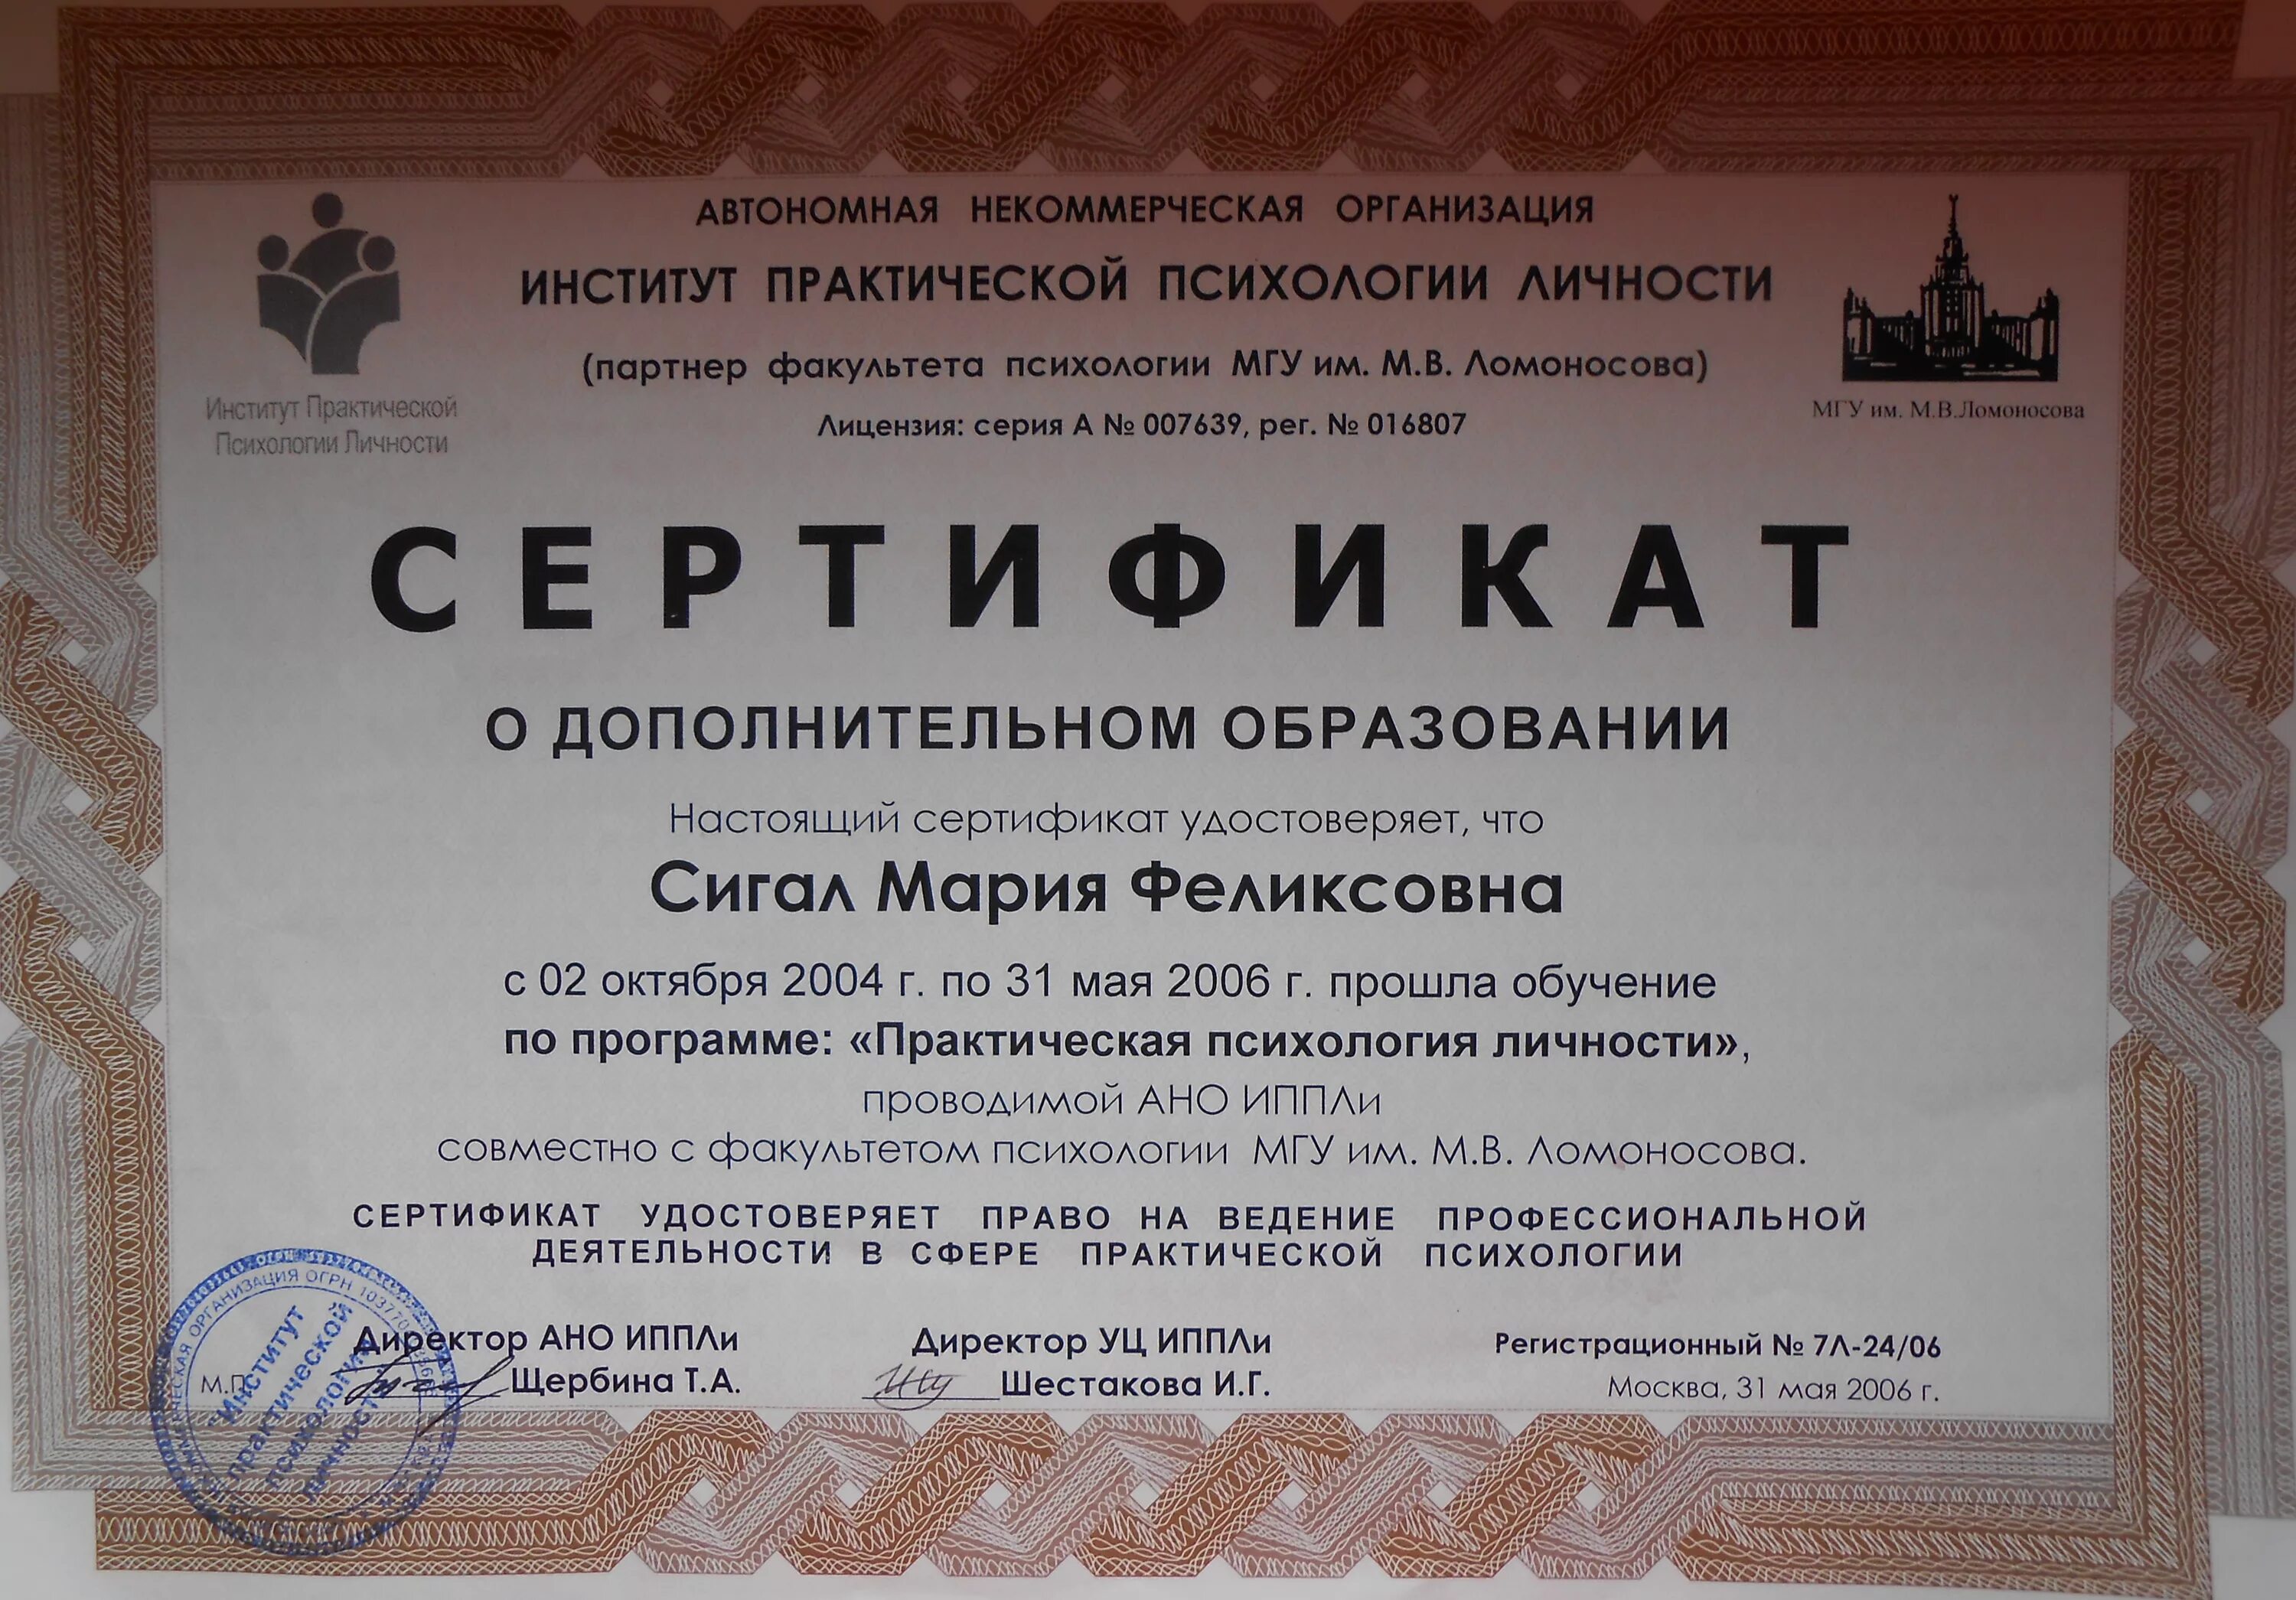 АВТОНОМНАЯ НЕКОММЕРЧЕСКАЯ ОРГАНИЗАЦИЯ
ИНСТИТУТ ПРАКТИЧЕСКОЙ ПСИХОЛОГИИ ЛИЧНОСТИ
(партнер факультета психологии МГУ им. М.В. Ломоносова)
Лицензия: серия А № 007639, рег. № 016807
Институт Практической
Психологии Личности
МГУ им. М.В.Ломоносова
СЕРТИФИКАТ
О ДОПОЛНИТЕЛЬНОМ ОБРАЗОВАНИИ
Настоящий сертификат удостоверяет, что
Сигал Мария Феликсовна
с 02 октября 2004 г. по 31 мая 2006 г. прошла обучение
по программе: «Практическая психология личности»,
проводимой АНО ИППЛи
совместно с факультетом психологии МГУ им. М.В. Ломоносова.
СЕРТИФИКАТ УДОСТОВЕРЯЕТ ПРАВО НА ВЕДЕНИЕ ПРОФЕССИОНАЛЬНОЙ
ДЕЯТЕЛЬНОСТИ В СФЕРЕ ПРАКТИЧЕСКОЙ ПСИХОЛОГИИ
Директор АНО ИППЛи
Щербина Т.А.
Директор УЦ ИППЛи
Шестакова И.Г.
Регистрационный № 7Л-24/06
Москва, 31 мая 2006 г.
М.П.
ОРГАНИЗАЦИЯ ОГРН
"Институт
практической
психологии
личности"